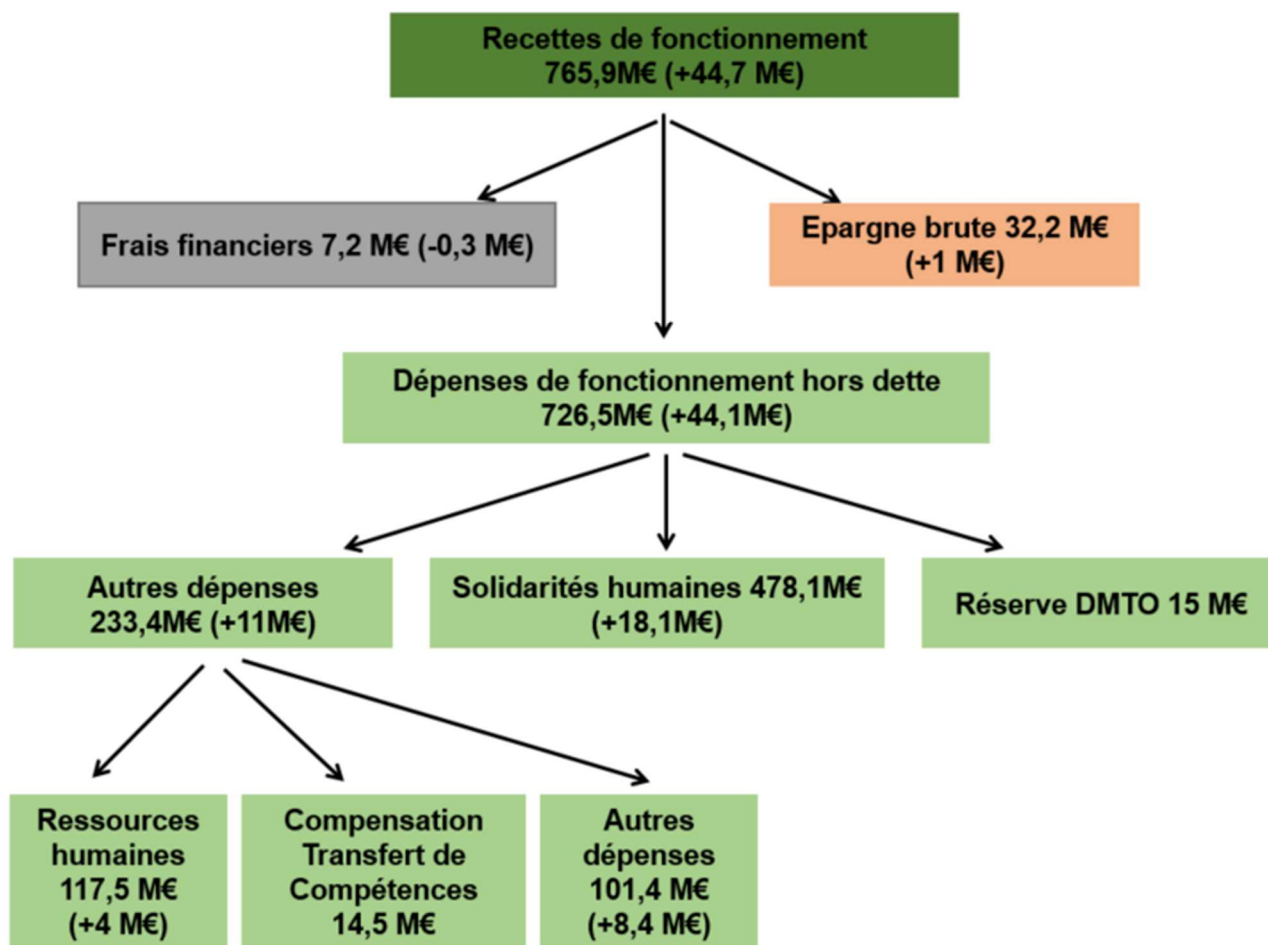 Recettes de fonctionnement
765,9M€ (+44,7 M€)
Frais financiers 7,2 M€ (-0,3 M€)
Epargne brute 32,2 M€
(+1 M€)
Dépenses de fonctionnement hors dette
726,5M€ (+44,1M€)
Autres dépenses
233,4M€ (+11M€)
Solidarités humaines 478,1M€
(+18,1M€)
Réserve DMTO 15 M€
Ressources
humaines
117,5 M€
(+4 M€)
Compensation
Transfert de
Compétences
14,5 M€
Autres
dépenses
101,4 M€
(+8,4 M€)